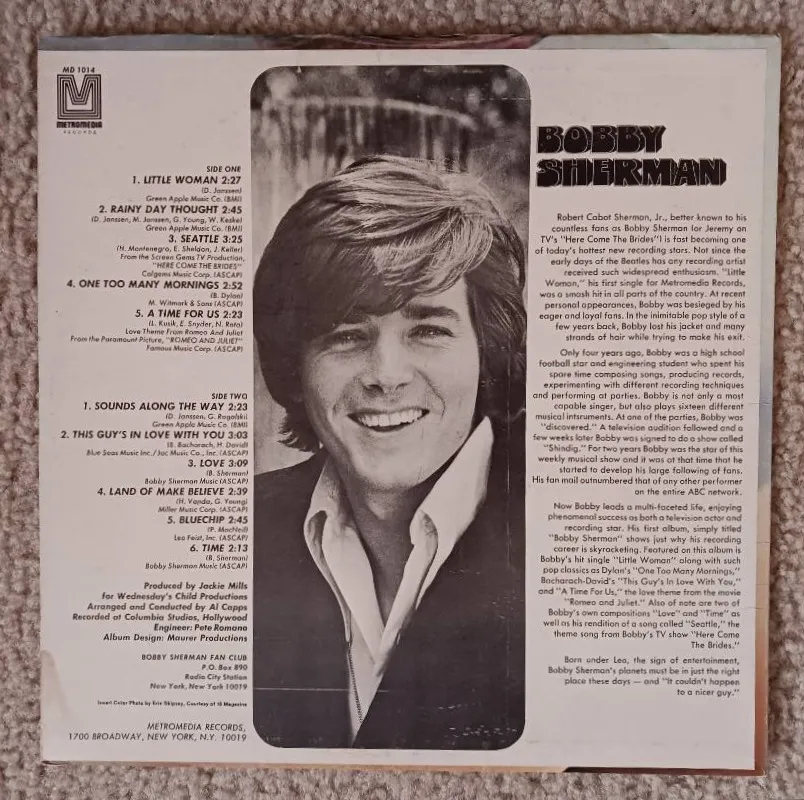 MD 1014
METROMEDIA
RECORDS
SIDE ONE
1. LITTLE WOMAN 2:27
(D. Janssen)
Green Apple Music Co. (BMI)
2. RAINY DAY THOUGHT 2:45
(D. Janssen, M. Janssen, G. Young, W. Keske)
Green Apple Music Co. (BMI)
3. SEATTLE 3:25
(H. Montenegro, E. Sheldon, J. Keller)
From the Screen Gems TV Production,
"HERE COME THE BRIDES"
Colgems Music Corp. (ASCAP)
4. ONE TOO MANY MORNINGS 2:52
(B. Dylan)
M. Witmark & Sons (ASCAP)
5. A TIME FOR US 2:23
(L. Kusik, E. Snyder, N. Rota)
Love Theme From Romeo And Juliet
From the Paramount Picture, "ROMEO AND JULIET"
Famous Music Corp. (ASCAP)
SIDE TWO
1. SOUNDS ALONG THE WAY 2:23
(D. Janssen, G. Rogalski)
Green Apple Music Co. (BMI)
2. THIS GUY'S IN LOVE WITH YOU 3:03
(B. Bacharach, H. David)
Blue Seas Music Inc./Jac Music Co., Inc. (ASCAP)
3. LOVE 3:09
(B. Sherman)
Bobby Sherman Music (ASCAP)
4. LAND OF MAKE BELIEVE 2:39
(H. Vanda, G. Young)
Miller Music Corp. (ASCAP)
5. BLUECHIP 2:45
(P. MacNeil)
Leo Feist, Inc. (ASCAP)
6. TIME 2:13
(B. Sherman)
Bobby Sherman Music (ASCAP)
Produced by Jackie Mills
for Wednesday's Child Productions
Arranged and Conducted by Al Capps
Recorded at Columbia Studios, Hollywood
Engineer: Pete Romano
Album Design: Maurer Productions
BOBBY SHERMAN FAN CLUB
P.O. Box 890
Radio City Station
New York, New York 10019
Insert Color Photo by Eric Skipsey, Courtesy of 16 Magazine
METROMEDIA RECORDS,
1700 BROADWAY, NEW YORK, N.Y. 10019
BOBBY
SHERMAN
Robert Cabot Sherman, Jr., better known to his
countless fans as Bobby Sherman (or Jeremy on
TV's "Here Come The Brides") is fast becoming one
of today's hottest new recording stars. Not since the
early days of the Beatles has any recording artist
received such widespread enthusiasm. "Little
Woman," his first single for Metromedia Records,
was a smash hit in all parts of the country. At recent
personal appearances, Bobby was besieged by his
eager and loyal fans. In the inimitable pop style of a
few years back, Bobby lost his jacket and many
strands of hair while trying to make his exit.
Only four years ago, Bobby was a high school
football star and engineering student who spent his
spare time composing songs, producing records,
experimenting with different recording techniques
and performing at parties. Bobby is not only a most
capable singer, but also plays sixteen different
musical intsruments. At one of the parties, Bobby was
"discovered." A television audition followed and a
few weeks later Bobby was signed to do a show called
"Shindig." For two years Bobby was the star of this
weekly musical show and it was at that time that he
started to develop his large following of fans.
His fan mail outnumbered that of any other performer
on the entire ABC network.
Now Bobby leads a multi-faceted life, enjoying
phenomenal success as both a television actor and
recording star. His first album, simply titled
"Bobby Sherman" shows just why his recording
career is skyrocketing. Featured on this album is
Bobby's hit single "Little Woman" along with such
pop classics as Dylan's "One Too Many Mornings,"
Bacharach-David's "This Guy's In Love With You,"
and "A Time For Us," the love theme from the movie
"Romeo and Juliet." Also of note are two of
Bobby's own compositions "Love" and "Time" as
well as his rendition of a song called "Seattle," the
theme song from Bobby's TV show "Here Come
The Brides."
Born under Leo, the sign of entertainment,
Bobby Sherman's planets must be in just the right
place these days — and "It couldn't happen
to a nicer guy."